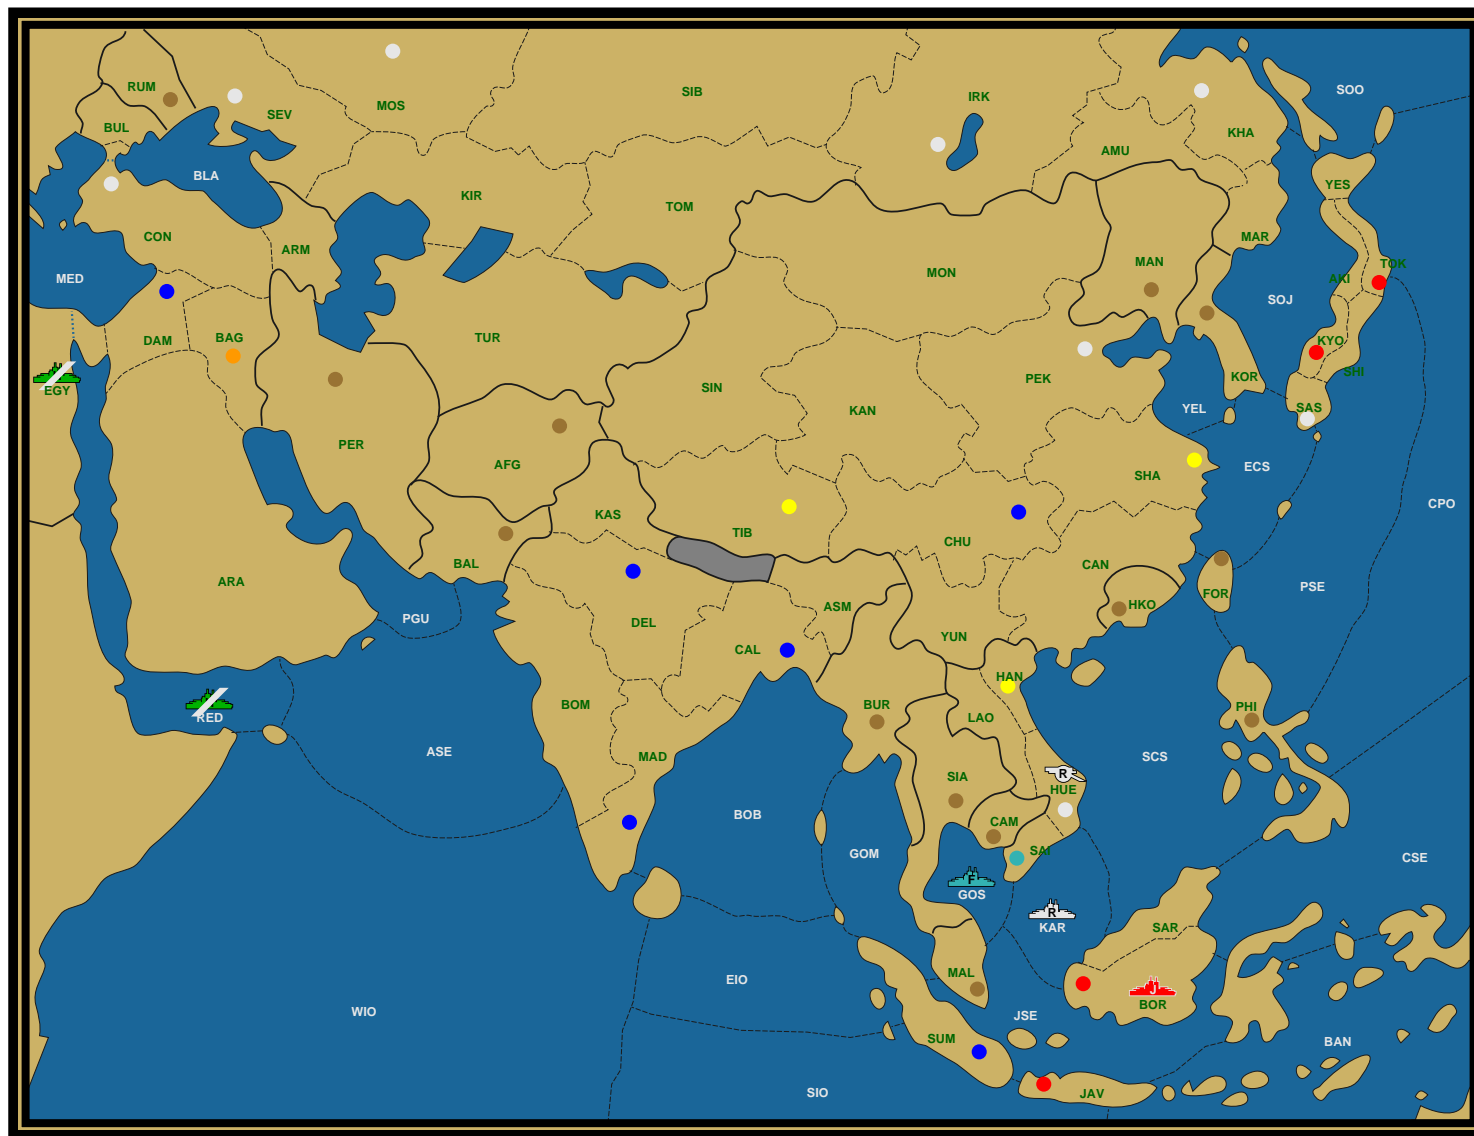 SOO
RUM
SIB
IRK
MOS
SEV
BUL
KHA
AMU
BLA
YES
KIR
TOM
CON
MAR
ARM
MAN
TOK
MON
MED
AKI
SOJ
BAG
TUR
DAM
KYO
SHI
KOR
PEK
EGY
SIN
SAS
YEL
KAN
PER
AFG
ECS
SHA
CPO
KAS
TIB
CHU
BAL
CAN
ARA
PSE
FOR
HKO
ASM
PGU
DEL
YUN
CAL
HAN
BUR
BOM
PHI
RED
LAO
ASE
MAD
SCS
R
SIA
HUE
BOB
CAM
SAI
GOM
CSE
F
GOS
R
KAR
SAR
MAL
EIO
J
BOR
WIO
JSE
SUM
BAN
SIO
JAV